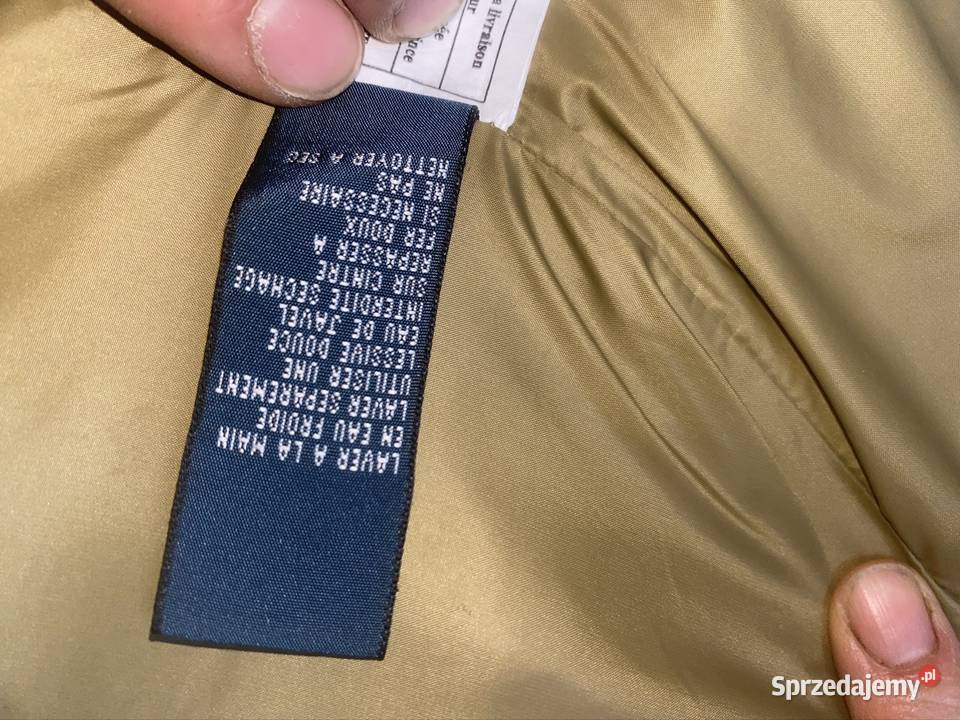 LAVER A LA MAIN
EN EAU FROIDE
LAVER SEPAREMENT
UTILISER UNE
LESSIVE DOUCE
EAU DE JAVEL
INTERDITE SECHAGE
SUR CINTRE
REPASSER A
FER DOUX
SI NECESSAIRE
NE PAS
NETTOYER A SEC
livraison
Sprzedajemy.pl